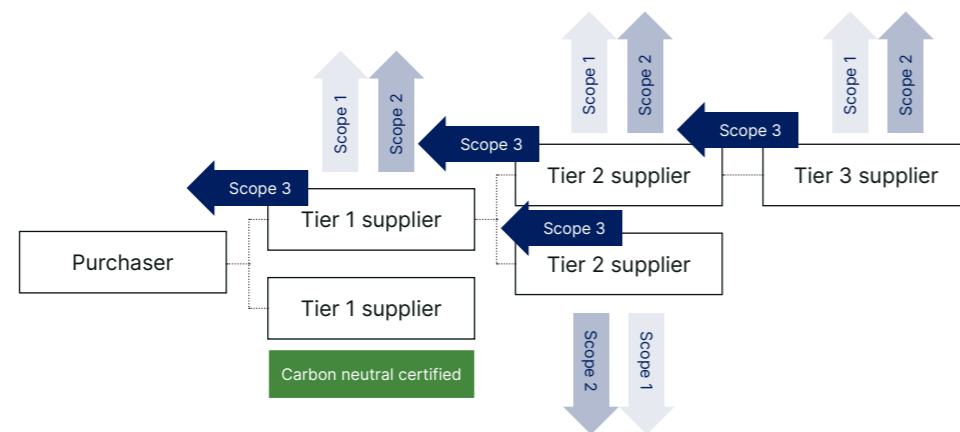 Scope 1
Scope 2
Scope 1
Scope 2
Scope 1
Scope 2
Scope 3
Scope 3
Tier 2 supplier
Tier 3 supplier
Scope 3
Tier 1 supplier
Scope 3
Tier 2 supplier
Purchaser
Tier 1 supplier
Carbon neutral certified
Scope 2
Scope 1